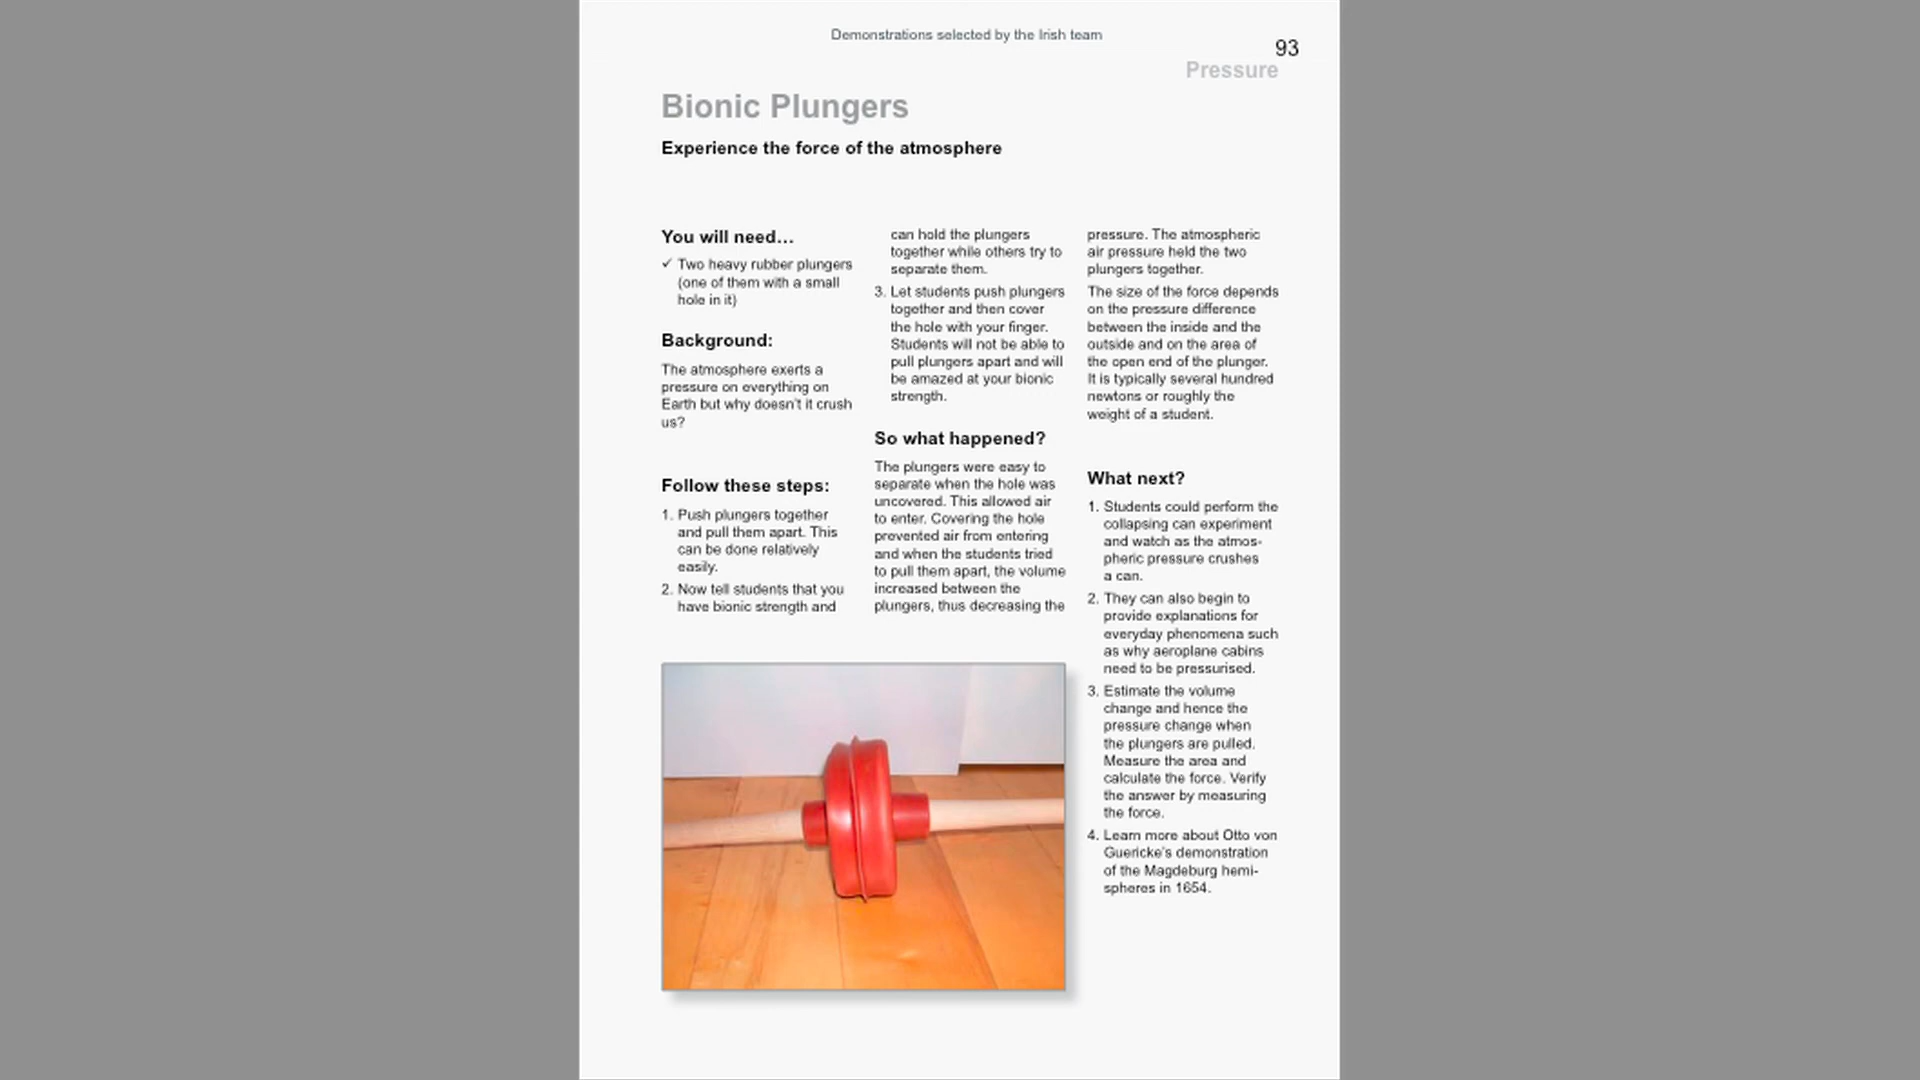 Demonstrations selected by the Irish team
93
Pressure
Bionic Plungers
Experience the force of the atmosphere
You will need…
✓ Two heavy rubber plungers
(one of them with a small
hole in it)
Background:
The atmosphere exerts a
pressure on everything on
Earth but why doesn't it crush
us?
Follow these steps:
1. Push plungers together
and pull them apart. This
can be done relatively
easily.
2. Now tell students that you
have bionic strength and
can hold the plungers
together while others try to
separate them.
3. Let students push plungers
together and then cover
the hole with your finger.
Students will not be able to
pull plungers apart and will
be amazed at your bionic
strength.
So what happened?
The plungers were easy to
separate when the hole was
uncovered. This allowed air
to enter. Covering the hole
prevented air from entering
and when the students tried
to pull them apart, the volume
increased between the
plungers, thus decreasing the
pressure. The atmospheric
air pressure held the two
plungers together.
The size of the force depends
on the pressure difference
between the inside and the
outside and on the area of
the open end of the plunger.
It is typically several hundred
newtons or roughly the
weight of a student.
What next?
1. Students could perform the
collapsing can experiment
and watch as the atmos-
pheric pressure crushes
a can.
2. They can also begin to
provide explanations for
everyday phenomena such
as why aeroplane cabins
need to be pressurised.
3. Estimate the volume
change and hence the
pressure change when
the plungers are pulled.
Measure the area and
calculate the force. Verify
the answer by measuring
the force.
4. Learn more about Otto von
Guericke's demonstration
of the Magdeburg hemi-
spheres in 1654.